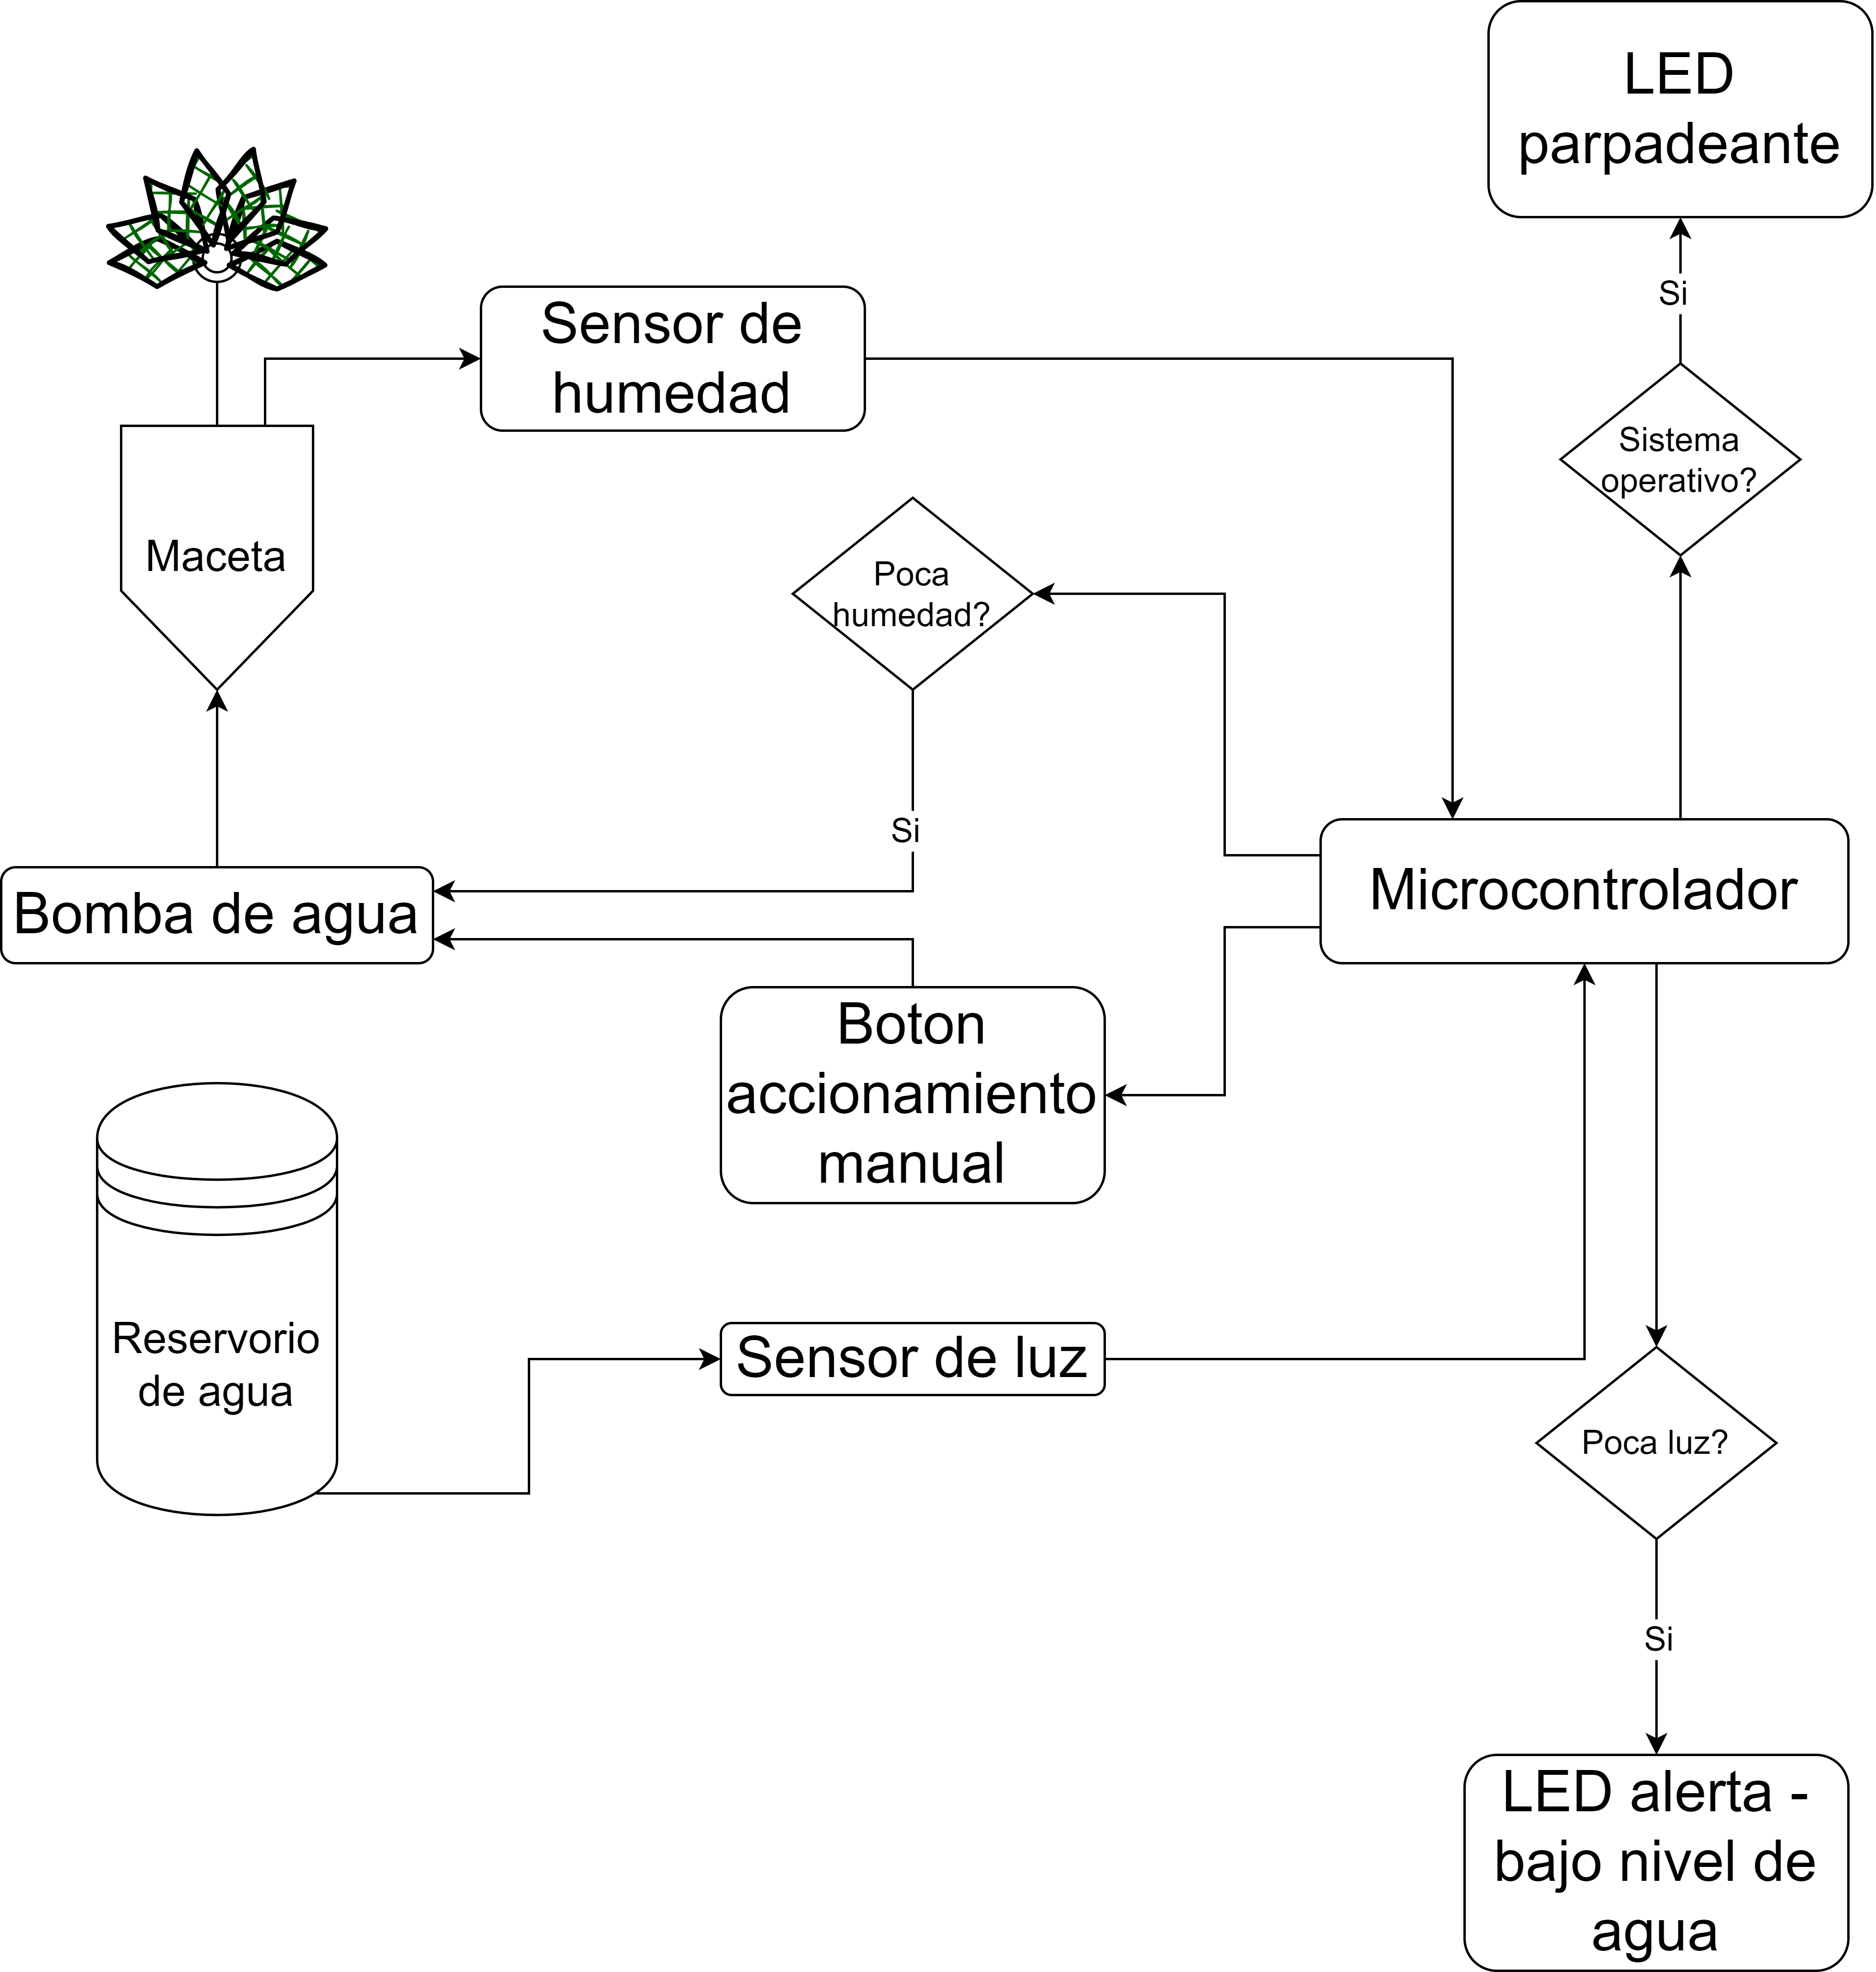 LED
parpadeante
Si
Sensor de
humedad
Sistema
operativo?
Maceta
Poca
humedad?
Si
Microcontrolador
Bomba de agua
Boton
accionamiento
manual
Reservorio
de agua
Sensor de luz
Poca luz?
Si
LED alerta -
bajo nivel de
agua